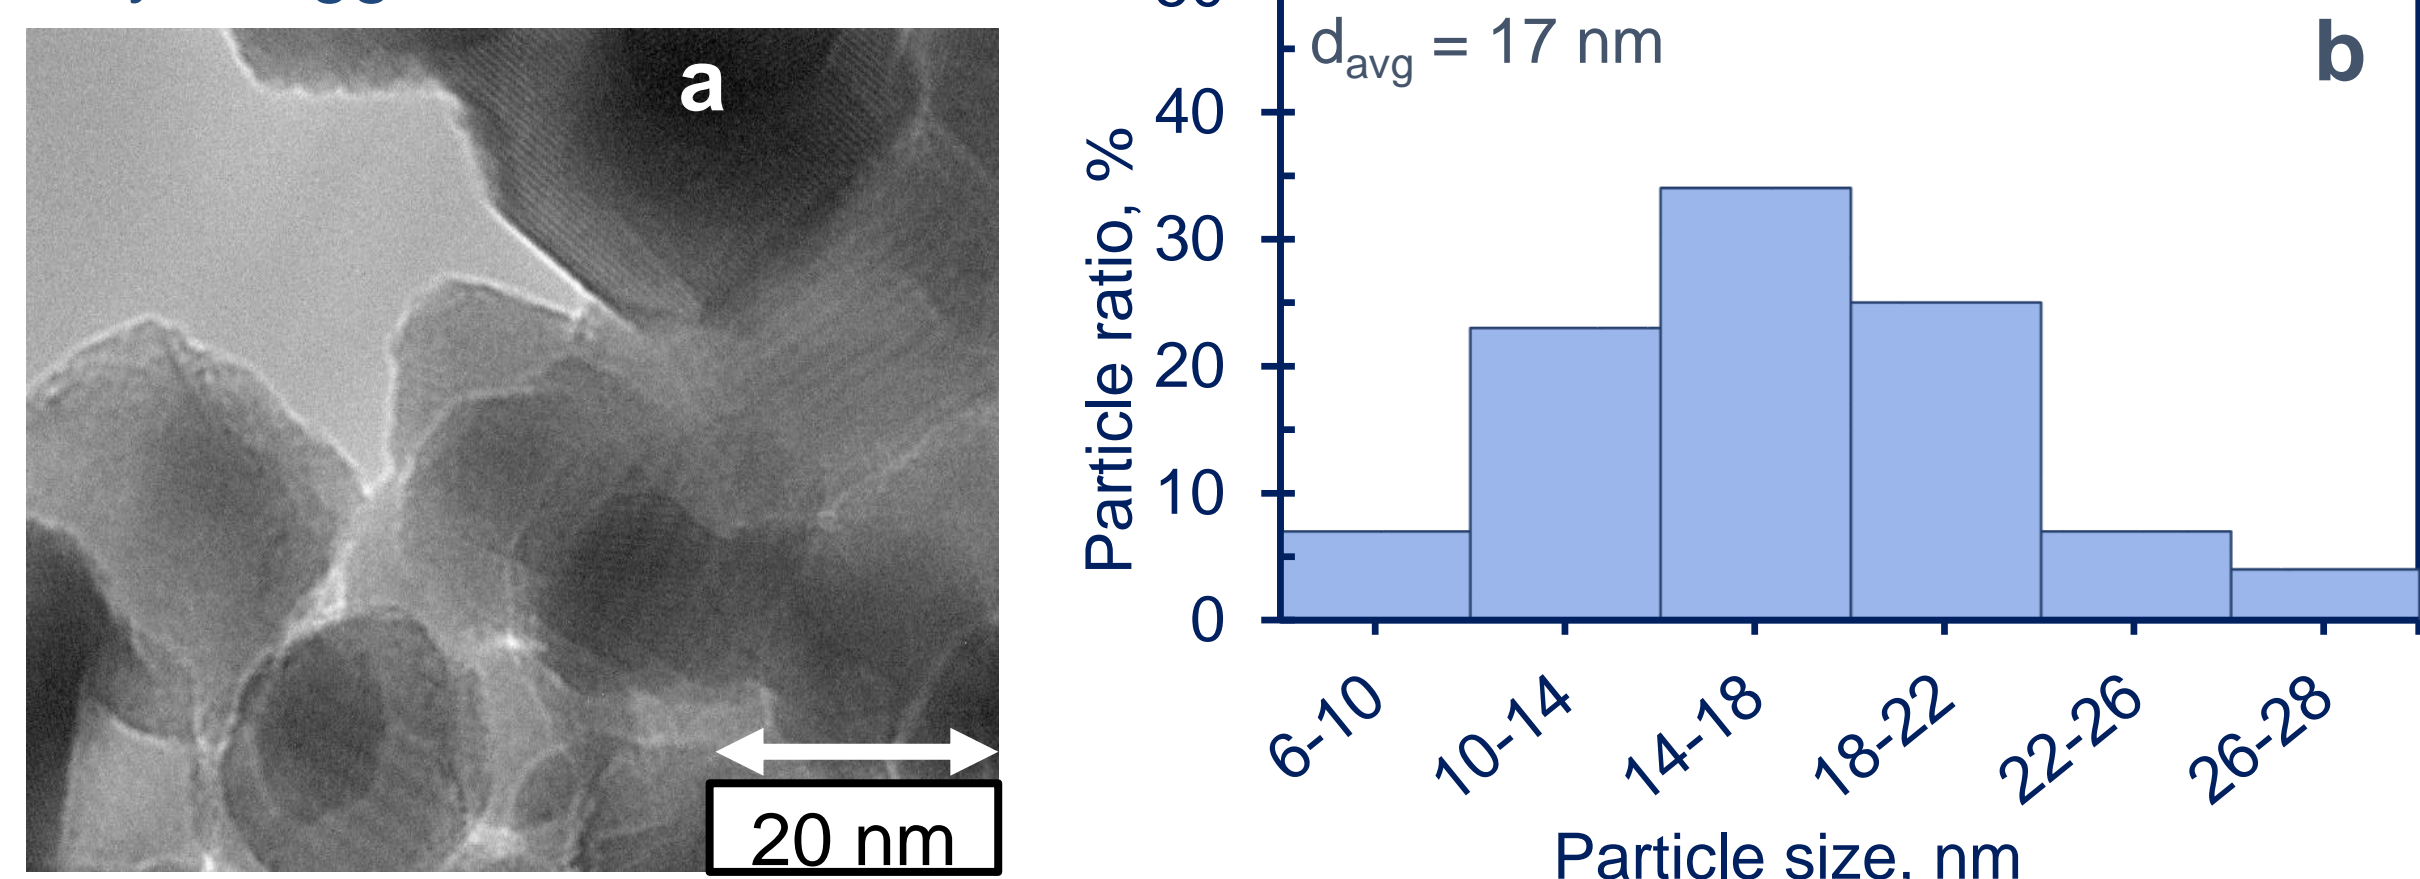 a
20 nm
d_avg = 17 nm
b
Particle ratio, %
40
30
20
10
0
6-10
10-14
14-18
18-22
22-26
26-28
Particle size, nm